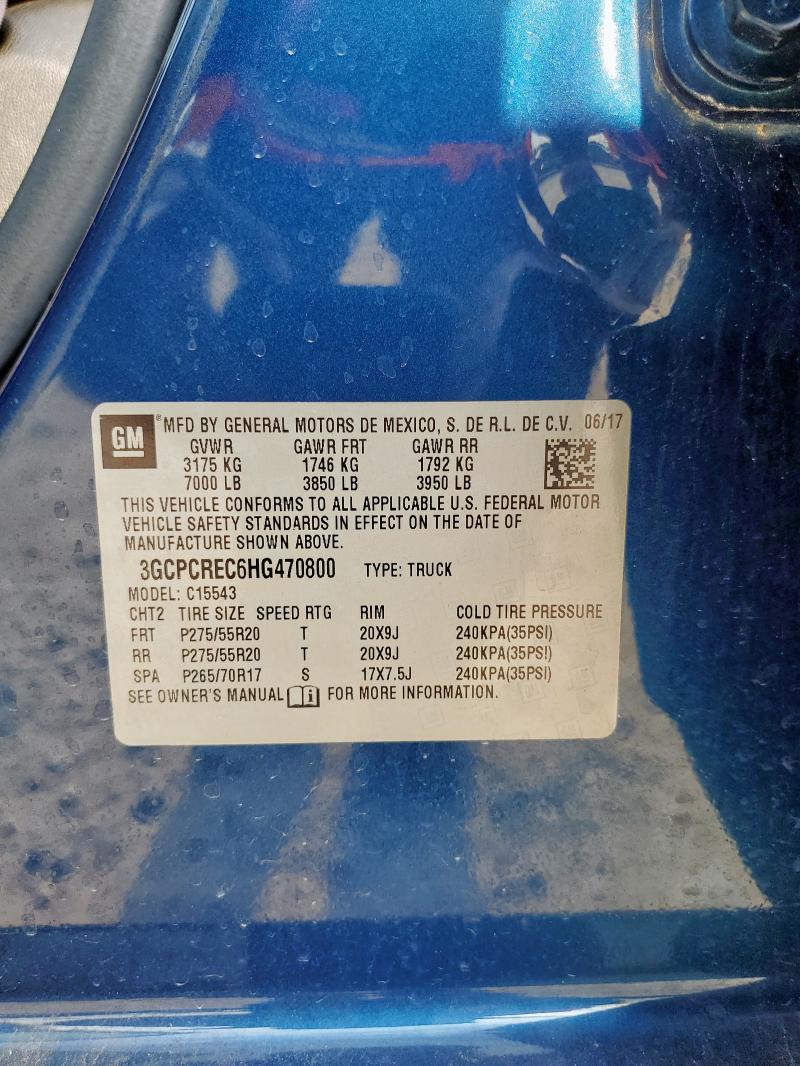 GM ® MFD BY GENERAL MOTORS DE MEXICO, S. DE R.L. DE C.V. 06/17
GVWR GAWR FRT GAWR RR
3175 KG 1746 KG 1792 KG
7000 LB 3850 LB 3950 LB
THIS VEHICLE CONFORMS TO ALL APPLICABLE U.S. FEDERAL MOTOR
VEHICLE SAFETY STANDARDS IN EFFECT ON THE DATE OF
MANUFACTURE SHOWN ABOVE.
3GCPCREC6HG470800 TYPE: TRUCK
MODEL: C15543
CHT2 TIRE SIZE SPEED RTG RIM COLD TIRE PRESSURE
FRT P275/55R20 T 20X9J 240KPA(35PSI)
RR P275/55R20 T 20X9J 240KPA(35PSI)
SPA P265/70R17 S 17X7.5J 240KPA(35PSI)
SEE OWNER'S MANUAL FOR MORE INFORMATION.